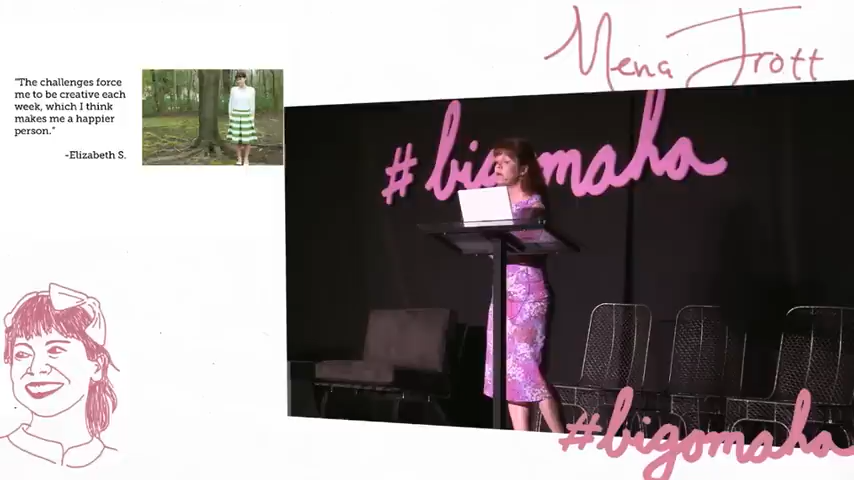 Mena Trott
"The challenges force
me to be creative each
week, which I think
makes me a happier
person."
-Elizabeth S.
#bigomaha
#bigomaha